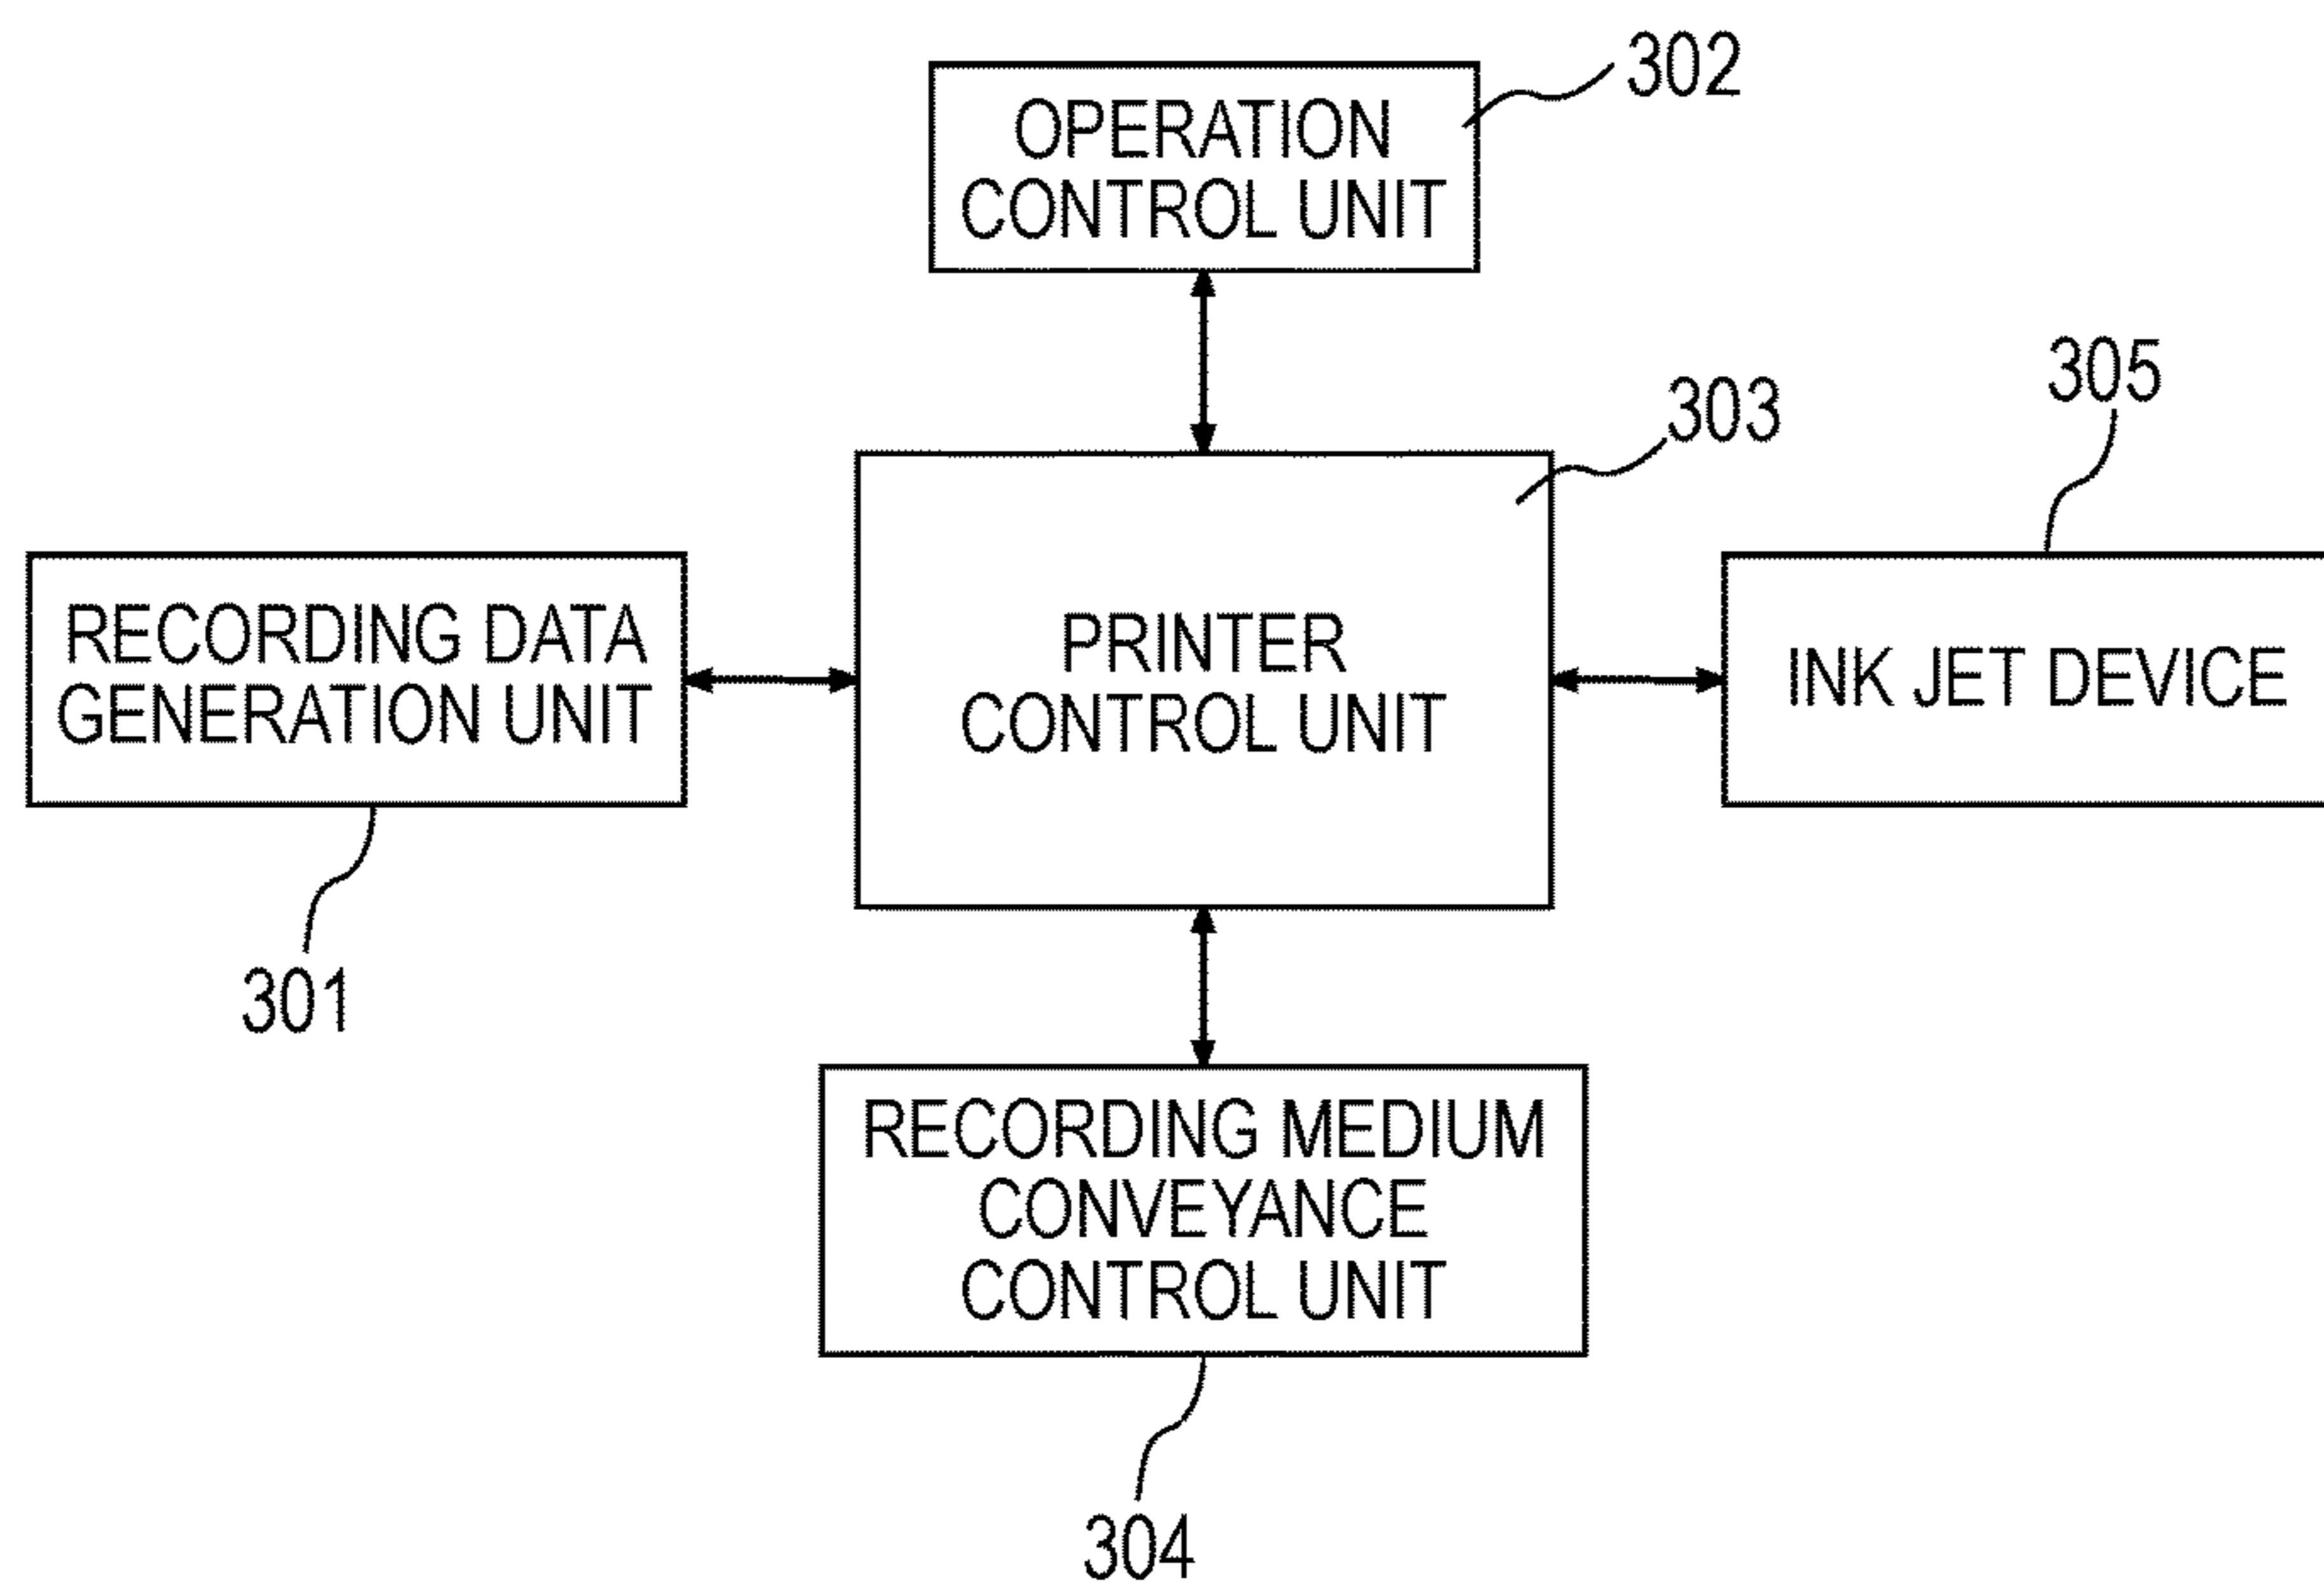 302
OPERATION
CONTROL UNIT
303
305
RECORDING DATA
GENERATION UNIT
PRINTER
CONTROL UNIT
INK JET DEVICE
301
RECORDING MEDIUM
CONVEYANCE
CONTROL UNIT
304